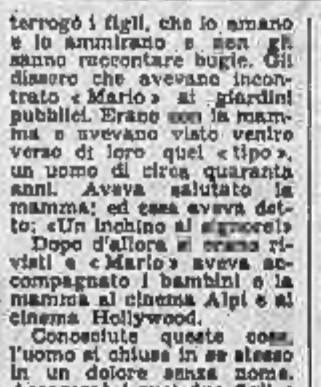 terrogò i figli, che lo amano
e lo ammirano e non gli
sanno raccontare bugie. Gli
dissero che avevano incon-
trato «Mario» ai giardini
pubblici. Erano con la mam-
ma e avevano visto venire
verso di loro quel «tipo»,
un uomo di circa quaranta
anni. Aveva salutato la
mamma; ed essa aveva det-
to: «Un inchino al signore!»
Dopo d'allora si erano ri-
visti e «Mario» aveva ac-
compagnato i bambini e la
mamma al cinema Alpi e al
cinema Hollywood.
Conosciute queste cose,
l'uomo si chiuse in se stesso
in un dolore senza nome.